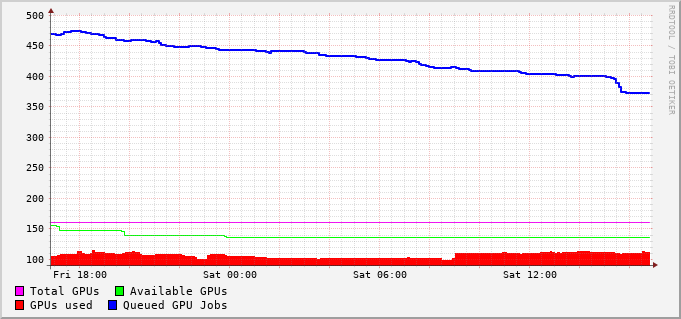 RRDTOOL / TOBI OETIKER
500
450
400
350
300
250
200
150
100
Fri 18:00 Sat 00:00 Sat 06:00 Sat 12:00
Total GPUs Available GPUs
GPUs used Queued GPU Jobs